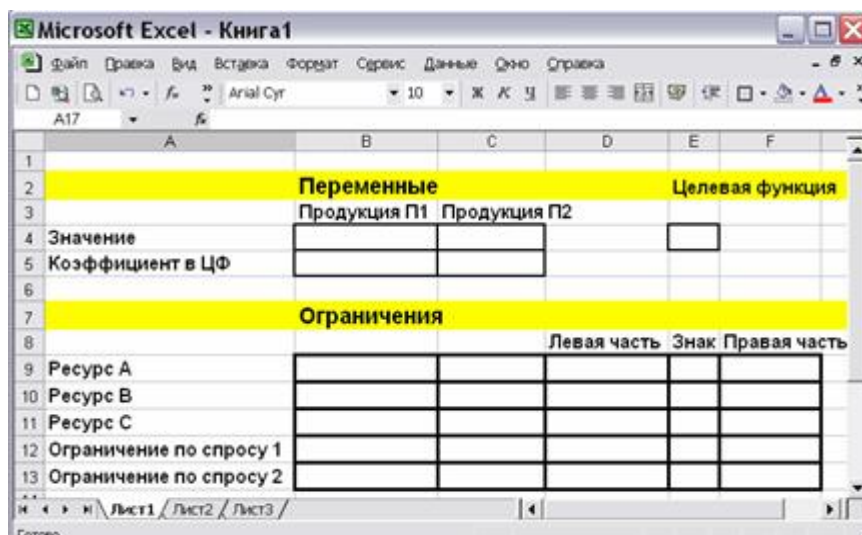 Microsoft Excel - Книга1
Файл Правка Вид Вставка Формат Сервис Данные Окно Справка
Arial Cyr 10 Ж К Ч
A17 fx
A B C D E F
1
2 Переменные Целевая функция
3 Продукция П1 Продукция П2
4 Значение
5 Коэффициент в ЦФ
6
7 Ограничения
8 Левая часть Знак Правая часть
9 Ресурс А
10 Ресурс В
11 Ресурс С
12 Ограничение по спросу 1
13 Ограничение по спросу 2
Лист1 Лист2 Лист3
Готово